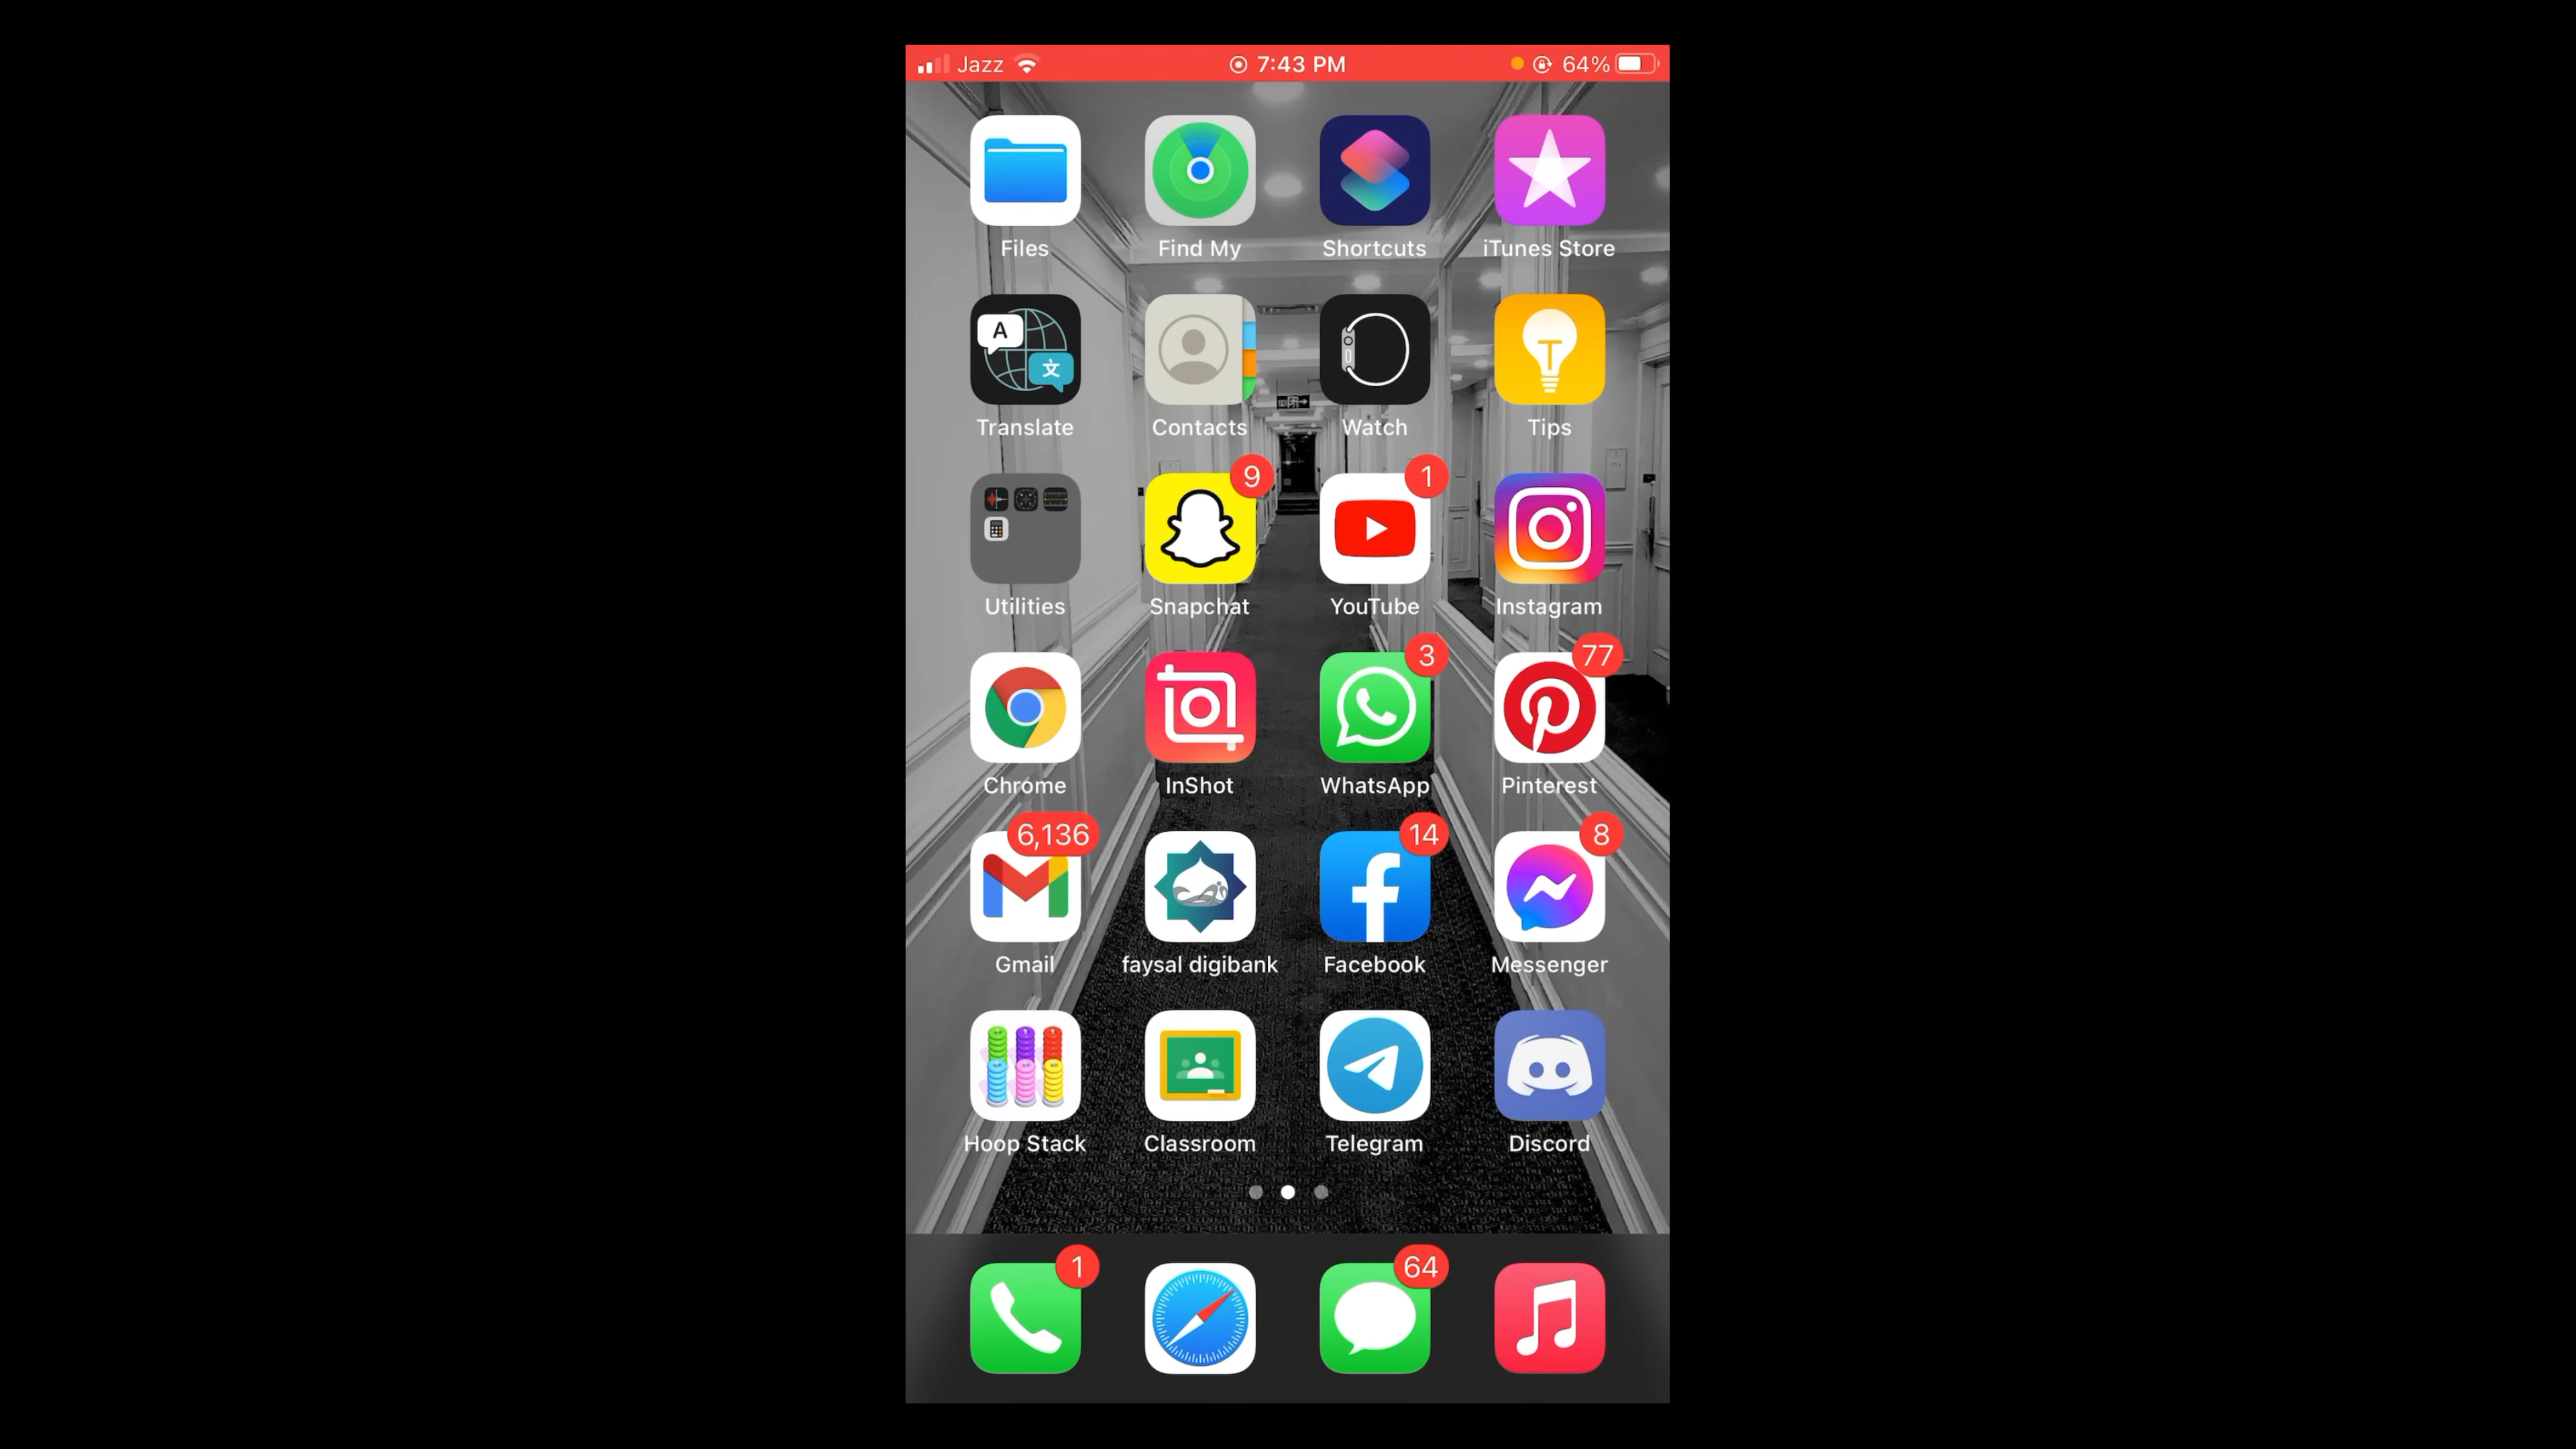 Jazz 7:43 PM 64%
Files Find My Shortcuts iTunes Store
A 文
Translate Contacts Watch Tips
9 1
Utilities Snapchat YouTube Instagram
3 77
Chrome InShot WhatsApp Pinterest
6,136 14 8
Gmail faysal digibank Facebook Messenger
Hoop Stack Classroom Telegram Discord
1 64